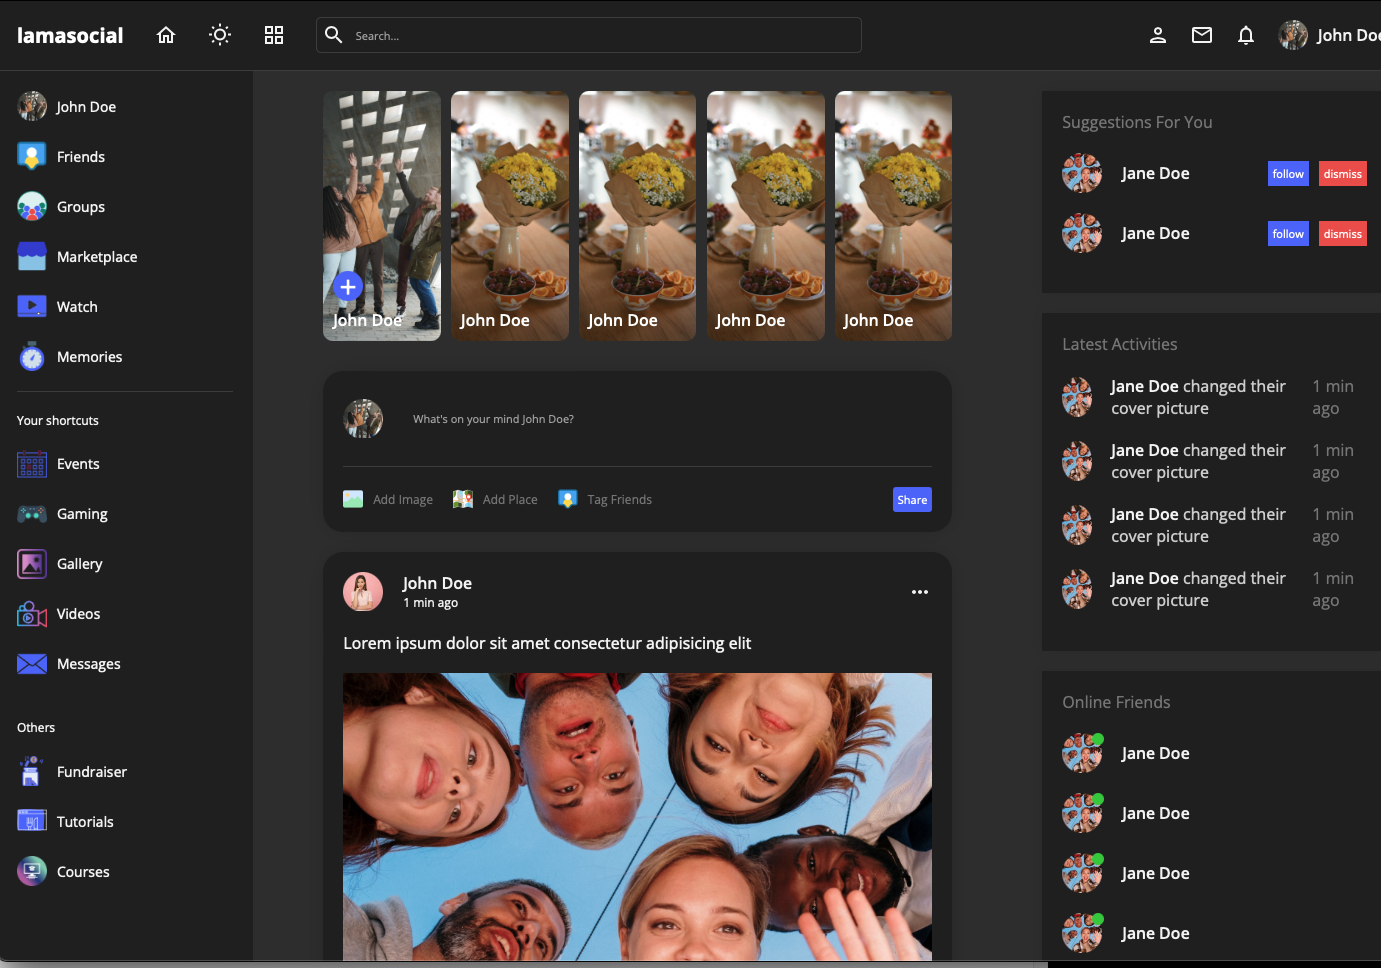 lamasocial
Search...
John Doe
John Doe
Friends
Groups
Marketplace
Watch
Memories
Your shortcuts
Events
Gaming
Gallery
Videos
Messages
Others
Fundraiser
Tutorials
Courses
John Doe
John Doe
John Doe
John Doe
John Doe
What's on your mind John Doe?
Add Image
Add Place
Tag Friends
Share
John Doe
1 min ago
Lorem ipsum dolor sit amet consectetur adipisicing elit
Suggestions For You
Jane Doe
follow
dismiss
Jane Doe
follow
dismiss
Latest Activities
Jane Doe changed their
cover picture
1 min
ago
Jane Doe changed their
cover picture
1 min
ago
Jane Doe changed their
cover picture
1 min
ago
Jane Doe changed their
cover picture
1 min
ago
Online Friends
Jane Doe
Jane Doe
Jane Doe
Jane Doe